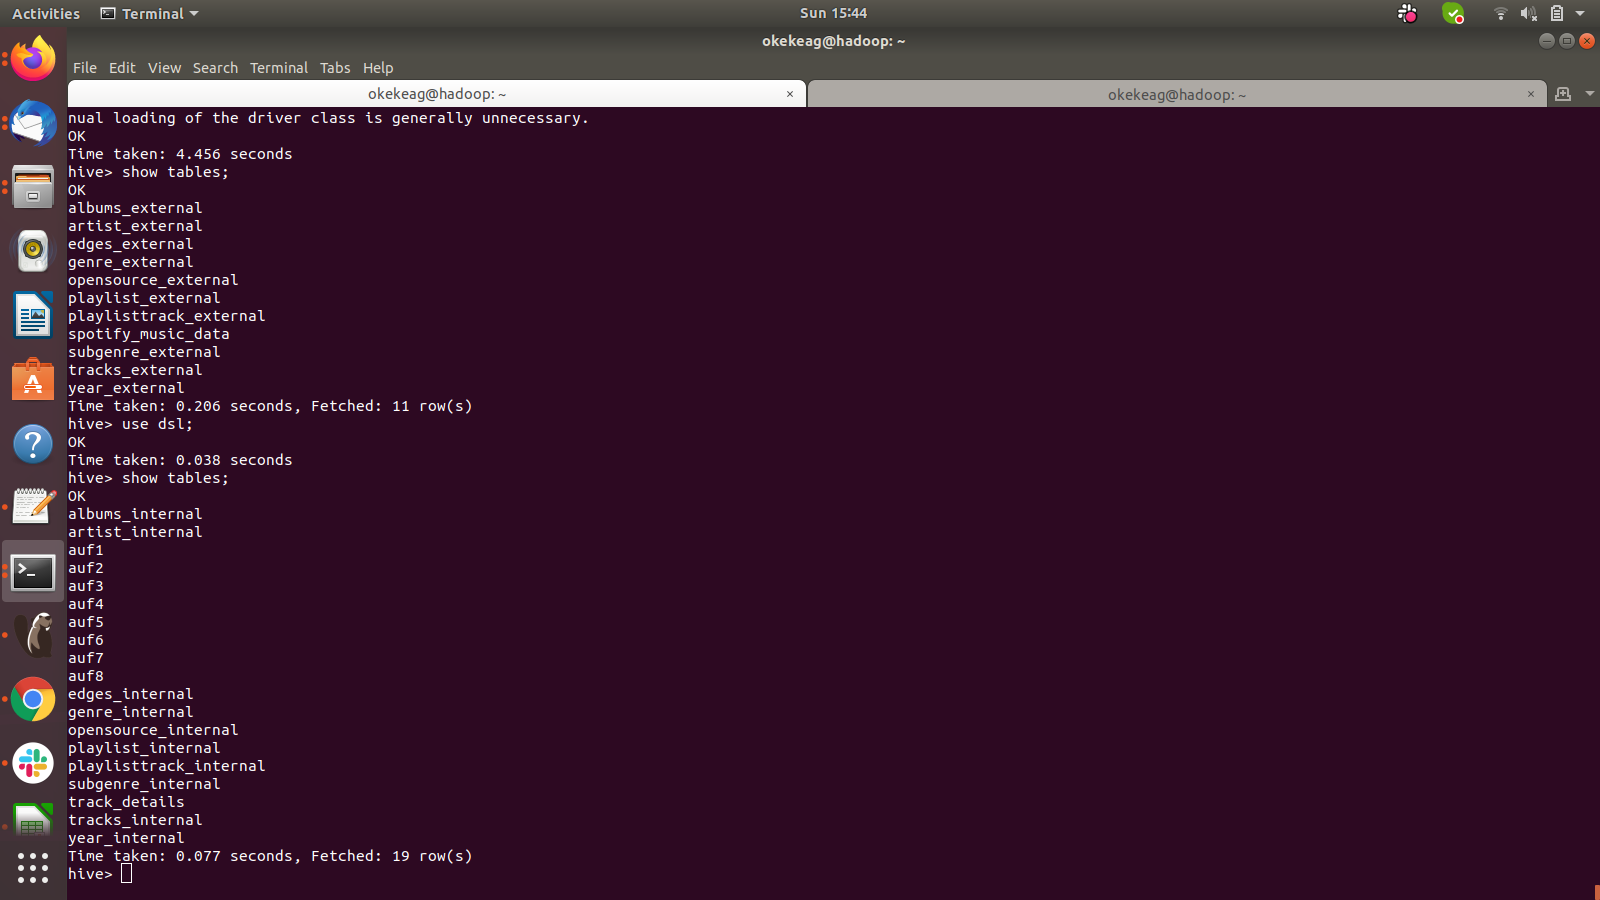 Activities Terminal Sun 15:44
okekeag@hadoop: ~
File Edit View Search Terminal Tabs Help
okekeag@hadoop: ~ × okekeag@hadoop: ~ ×
nual loading of the driver class is generally unnecessary.
OK
Time taken: 4.456 seconds
hive> show tables;
OK
albums_external
artist_external
edges_external
genre_external
opensource_external
playlist_external
playlisttrack_external
spotify_music_data
subgenre_external
tracks_external
year_external
Time taken: 0.206 seconds, Fetched: 11 row(s)
hive> use dsl;
OK
Time taken: 0.038 seconds
hive> show tables;
OK
albums_internal
artist_internal
auf1
auf2
auf3
auf4
auf5
auf6
auf7
auf8
edges_internal
genre_internal
opensource_internal
playlist_internal
playlisttrack_internal
subgenre_internal
track_details
tracks_internal
year_internal
Time taken: 0.077 seconds, Fetched: 19 row(s)
hive>